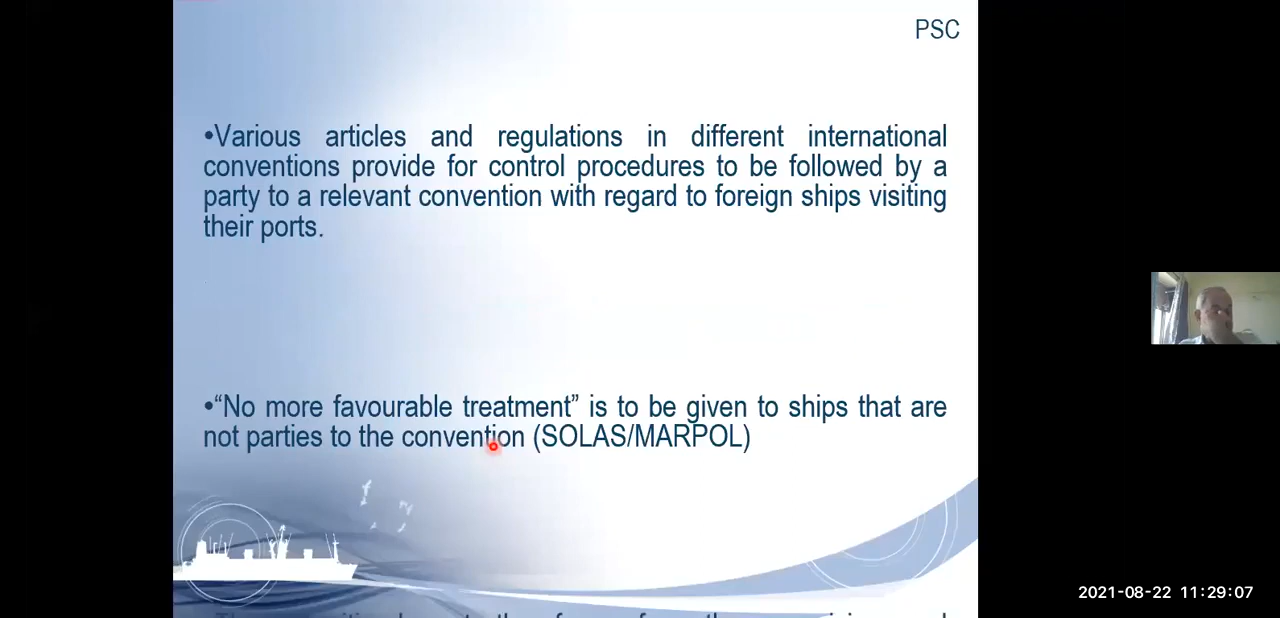 PSC
•Various articles and regulations in different international
conventions provide for control procedures to be followed by a
party to a relevant convention with regard to foreign ships visiting
their ports.
•“No more favourable treatment” is to be given to ships that are
not parties to the convention (SOLAS/MARPOL)
2021-08-22 11:29:07